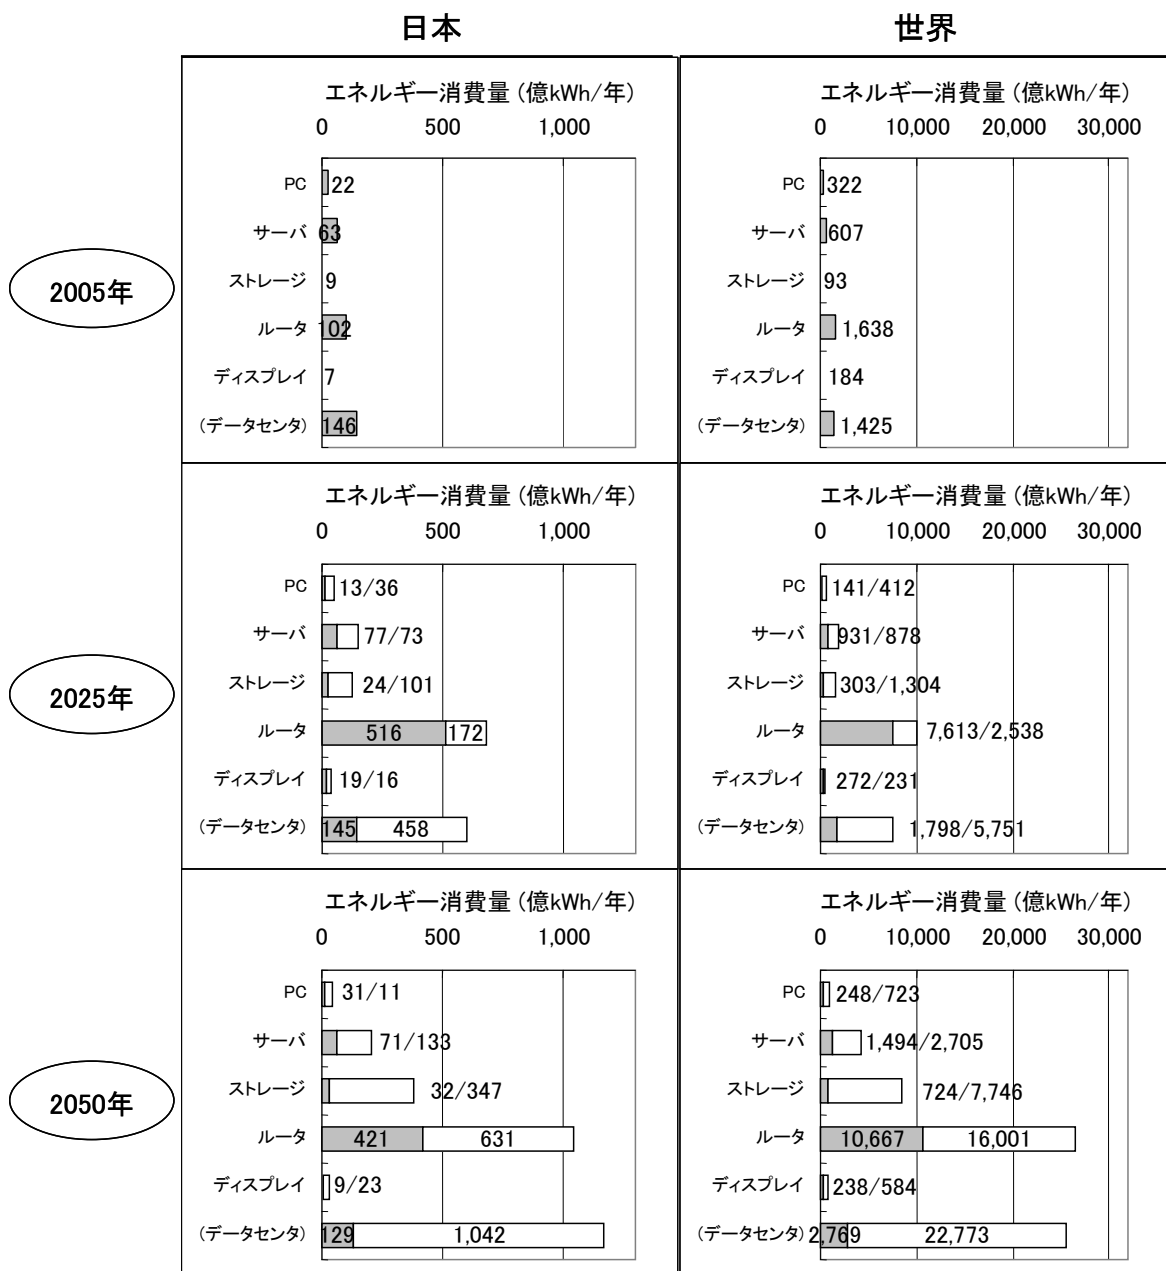 日本
世界
2005年
エネルギー消費量 (億kWh/年)
0 500 1,000
PC 22
サーバ 63
ストレージ 9
ルータ 102
ディスプレイ 7
(データセンタ) 146
エネルギー消費量 (億kWh/年)
0 10,000 20,000 30,000
PC 322
サーバ 607
ストレージ 93
ルータ 1,638
ディスプレイ 184
(データセンタ) 1,425
2025年
エネルギー消費量 (億kWh/年)
0 500 1,000
PC 13/36
サーバ 77/73
ストレージ 24/101
ルータ 516 172
ディスプレイ 19/16
(データセンタ) 145 458
エネルギー消費量 (億kWh/年)
0 10,000 20,000 30,000
PC 141/412
サーバ 931/878
ストレージ 303/1,304
ルータ 7,613/2,538
ディスプレイ 272/231
(データセンタ) 1,798/5,751
2050年
エネルギー消費量 (億kWh/年)
0 500 1,000
PC 31/11
サーバ 71/133
ストレージ 32/347
ルータ 421 631
ディスプレイ 9/23
(データセンタ) 129 1,042
エネルギー消費量 (億kWh/年)
0 10,000 20,000 30,000
PC 248/723
サーバ 1,494/2,705
ストレージ 724/7,746
ルータ 10,667 16,001
ディスプレイ 238/584
(データセンタ) 2,769 22,773